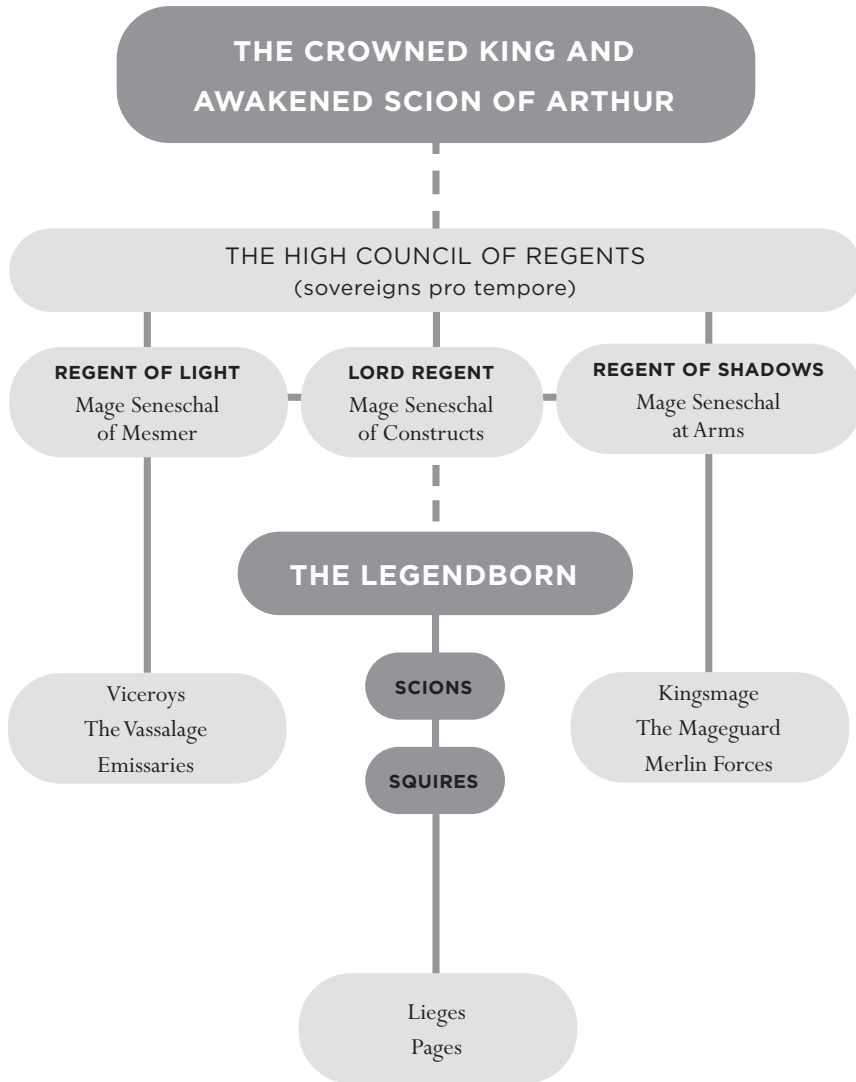 THE CROWNED KING AND
AWAKENED SCION OF ARTHUR
THE HIGH COUNCIL OF REGENTS
(sovereigns pro tempore)
REGENT OF LIGHT
Mage Seneschal
of Mesmer
LORD REGENT
Mage Seneschal
of Constructs
REGENT OF SHADOWS
Mage Seneschal
at Arms
THE LEGENDBORN
SCIONS
SQUIRES
Viceroys
The Vassalage
Emissaries
Kingsmage
The Mageguard
Merlin Forces
Lieges
Pages